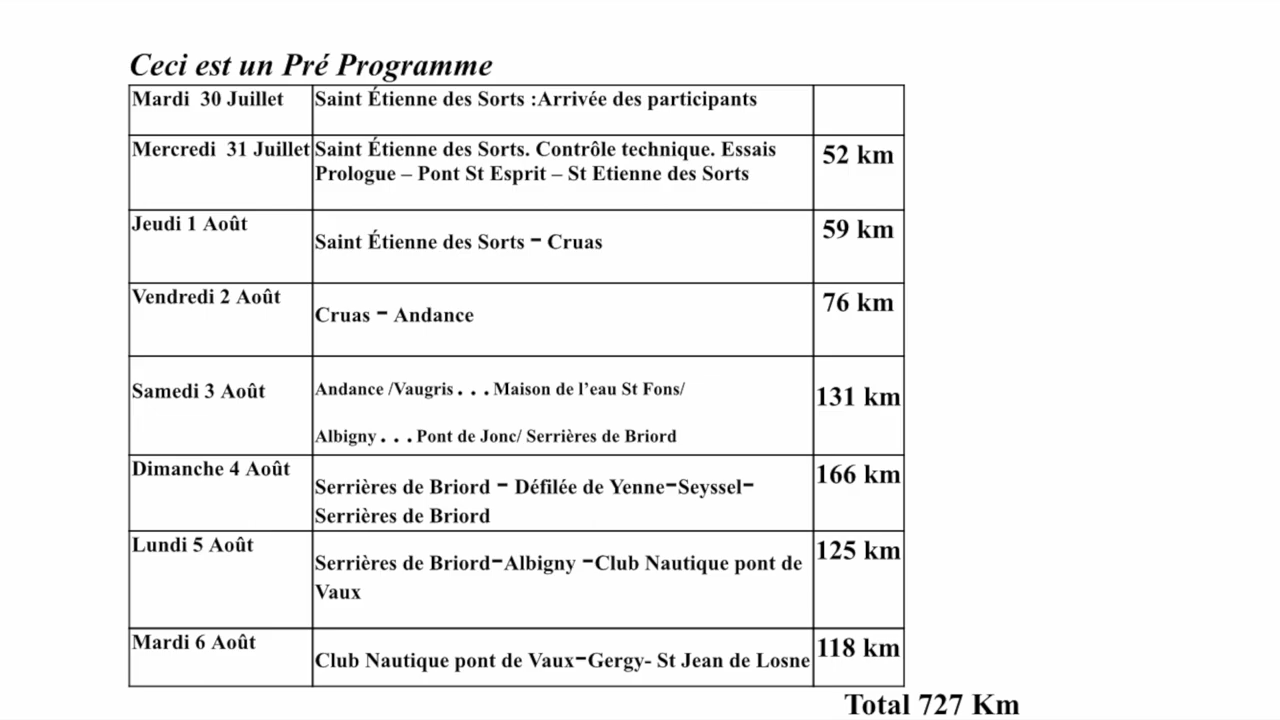 Ceci est un Pré Programme
Mardi 30 Juillet
Saint Étienne des Sorts :Arrivée des participants
Mercredi 31 Juillet
Saint Étienne des Sorts. Contrôle technique. Essais
Prologue – Pont St Esprit – St Etienne des Sorts
52 km
Jeudi 1 Août
Saint Étienne des Sorts – Cruas
59 km
Vendredi 2 Août
Cruas – Andance
76 km
Samedi 3 Août
Andance /Vaugris . . . Maison de l’eau St Fons/
Albigny . . . Pont de Jonc/ Serrières de Briord
131 km
Dimanche 4 Août
Serrières de Briord – Défilée de Yenne–Seyssel–
Serrières de Briord
166 km
Lundi 5 Août
Serrières de Briord–Albigny –Club Nautique pont de
Vaux
125 km
Mardi 6 Août
Club Nautique pont de Vaux–Gergy- St Jean de Losne
118 km
Total 727 Km